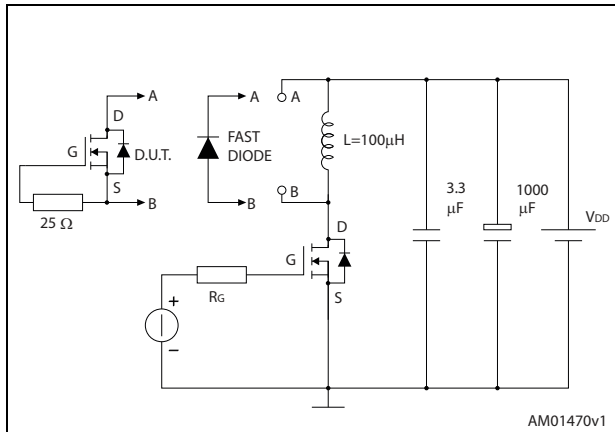 A
A
A
D
G
D.U.T.
FAST
DIODE
L=100μH
S
B
B
B
25 Ω
3.3
μF
1000
μF
VDD
D
G
RG
S
+
−
AM01470v1